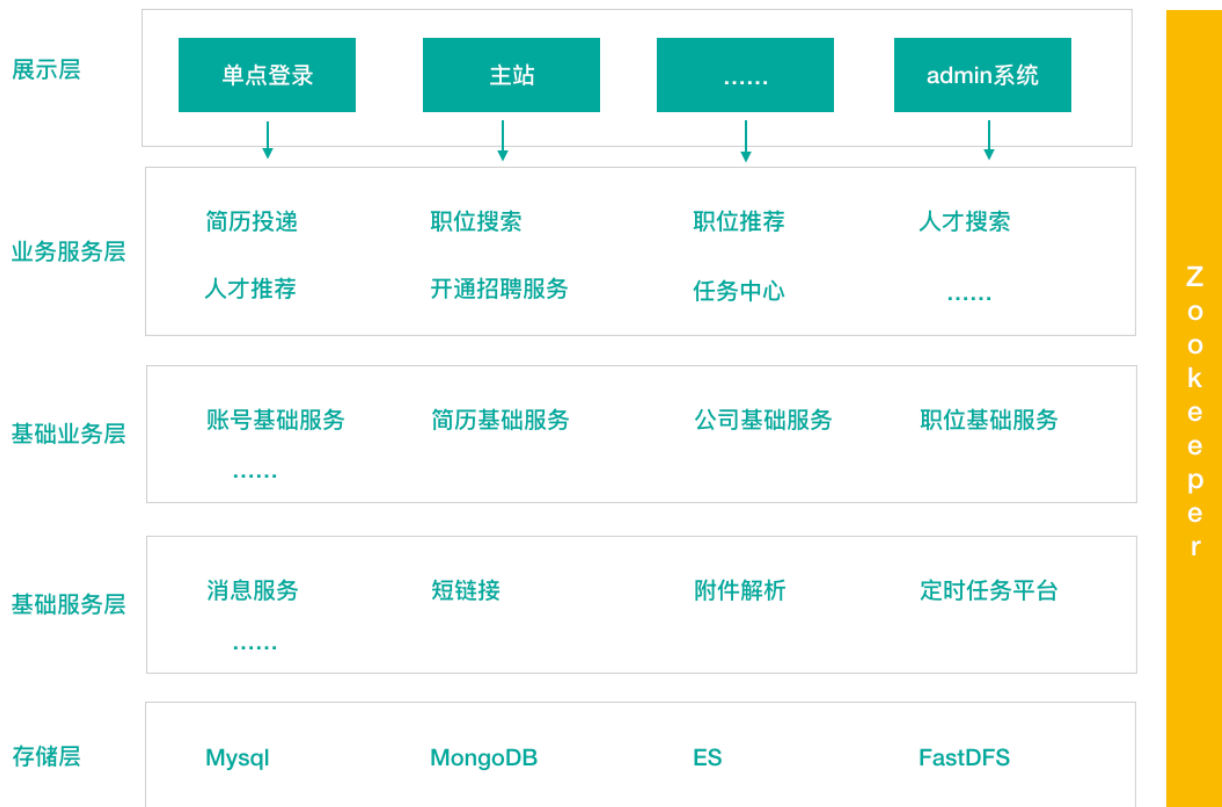 展示层
单点登录
主站
......
admin系统
业务服务层
简历投递
职位搜索
职位推荐
人才搜索
人才推荐
开通招聘服务
任务中心
......
基础业务层
账号基础服务
简历基础服务
公司基础服务
职位基础服务
......
基础服务层
消息服务
短链接
附件解析
定时任务平台
......
存储层
Mysql
MongoDB
ES
FastDFS
Zookeeper